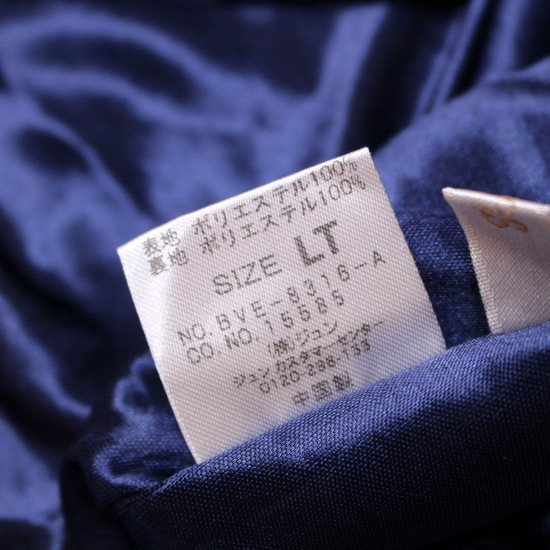 表地 ポリエステル100%
裏地 ポリエステル100%
SIZE LT
NO. BVE-8316-A
CO. NO. 15585
(株)ジュン
ジュン カスタマーセンター
0120-298-133
中国製